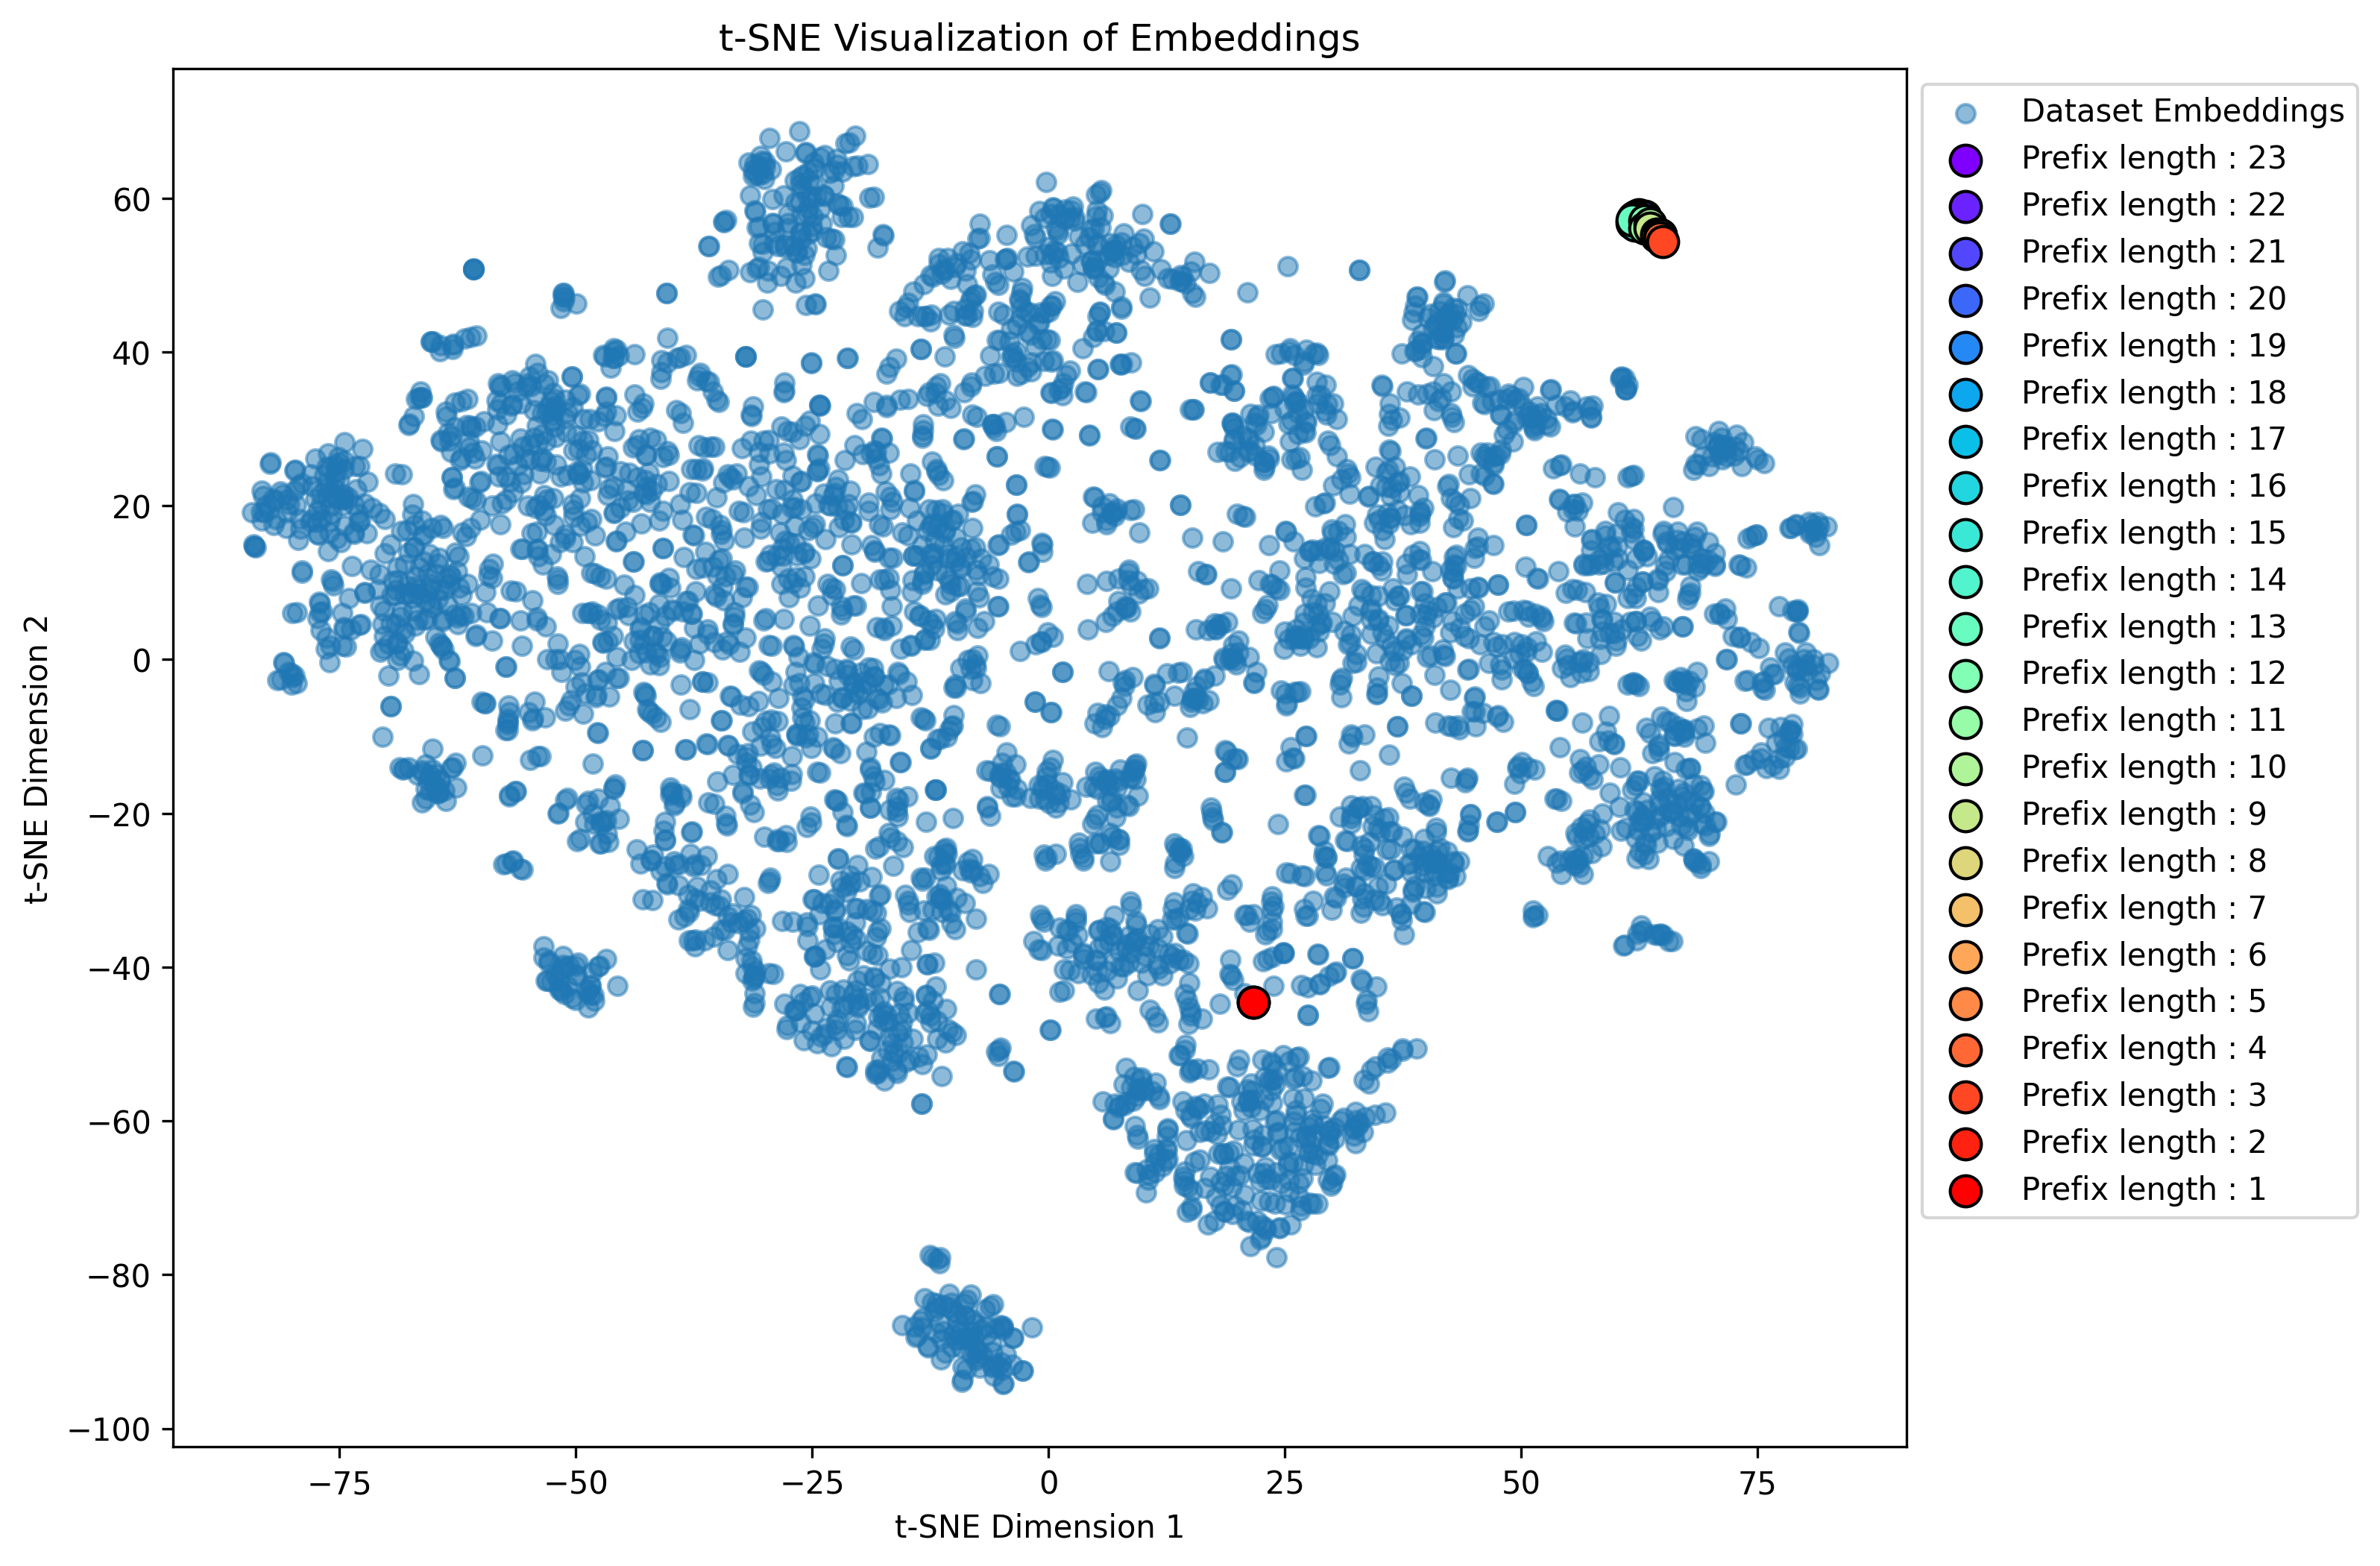 t-SNE Visualization of Embeddings
t-SNE Dimension 2
60
40
20
0
−20
−40
−60
−80
−100
−75
−50
−25
0
25
50
75
t-SNE Dimension 1
Dataset Embeddings
Prefix length : 23
Prefix length : 22
Prefix length : 21
Prefix length : 20
Prefix length : 19
Prefix length : 18
Prefix length : 17
Prefix length : 16
Prefix length : 15
Prefix length : 14
Prefix length : 13
Prefix length : 12
Prefix length : 11
Prefix length : 10
Prefix length : 9
Prefix length : 8
Prefix length : 7
Prefix length : 6
Prefix length : 5
Prefix length : 4
Prefix length : 3
Prefix length : 2
Prefix length : 1